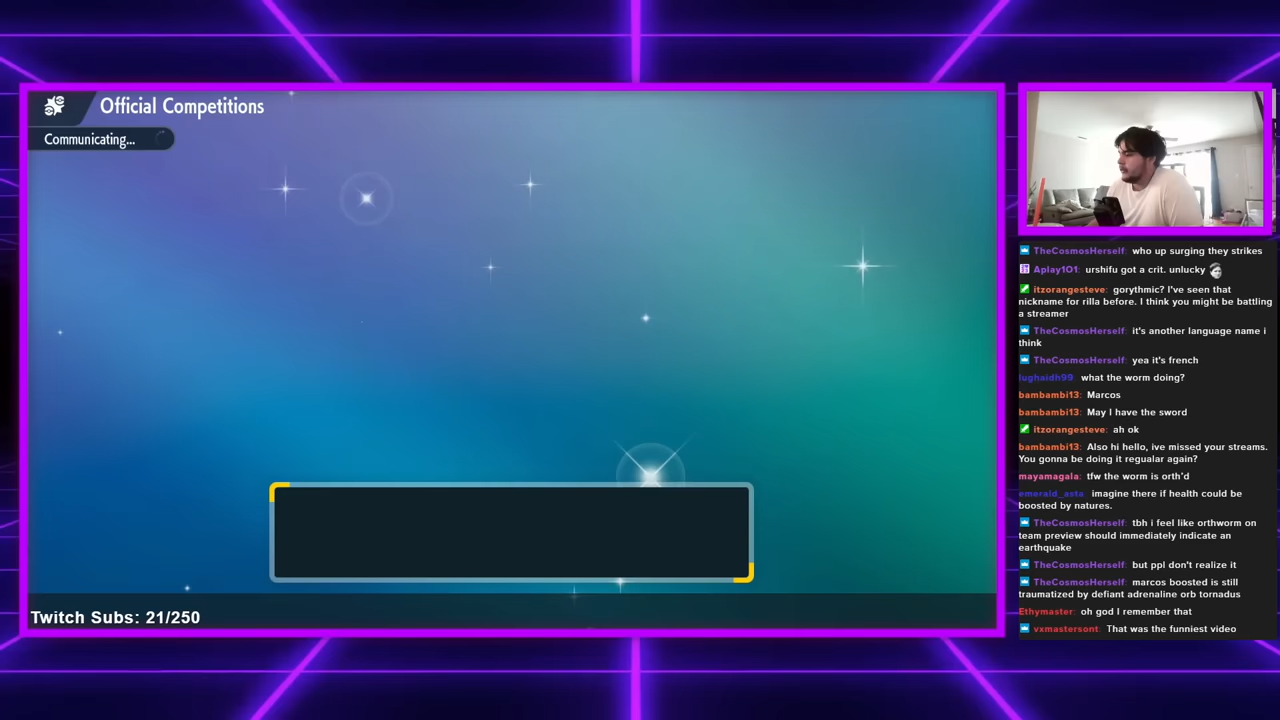 Official Competitions
Communicating...
Twitch Subs: 21/250
TheCosmosHerself: who up surging they strikes
Aplay1O1: urshifu got a crit. unlucky
itzorangesteve: gorythmic? I've seen that
nickname for rilla before. I think you might be battling
a streamer
TheCosmosHerself: it's another language name i
think
TheCosmosHerself: yea it's french
lughaidh99: what the worm doing?
bambambi13: Marcos
bambambi13: May I have the sword
itzorangesteve: ah ok
bambambi13: Also hi hello, ive missed your streams.
You gonna be doing it regualar again?
mayamagala: tfw the worm is orth'd
emerald_asta: imagine there if health could be
boosted by natures.
TheCosmosHerself: tbh i feel like orthworm on
team preview should immediately indicate an
earthquake
TheCosmosHerself: but ppl don't realize it
TheCosmosHerself: marcos boosted is still
traumatized by defiant adrenaline orb tornadus
Ethymaster: oh god I remember that
vxmastersont: That was the funniest video